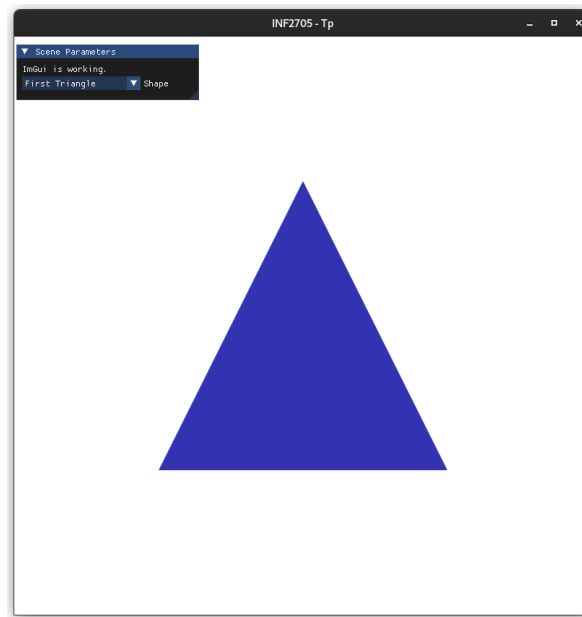 INF2705 - Tp
Scene Parameters
ImGui is working.
First Triangle Shape